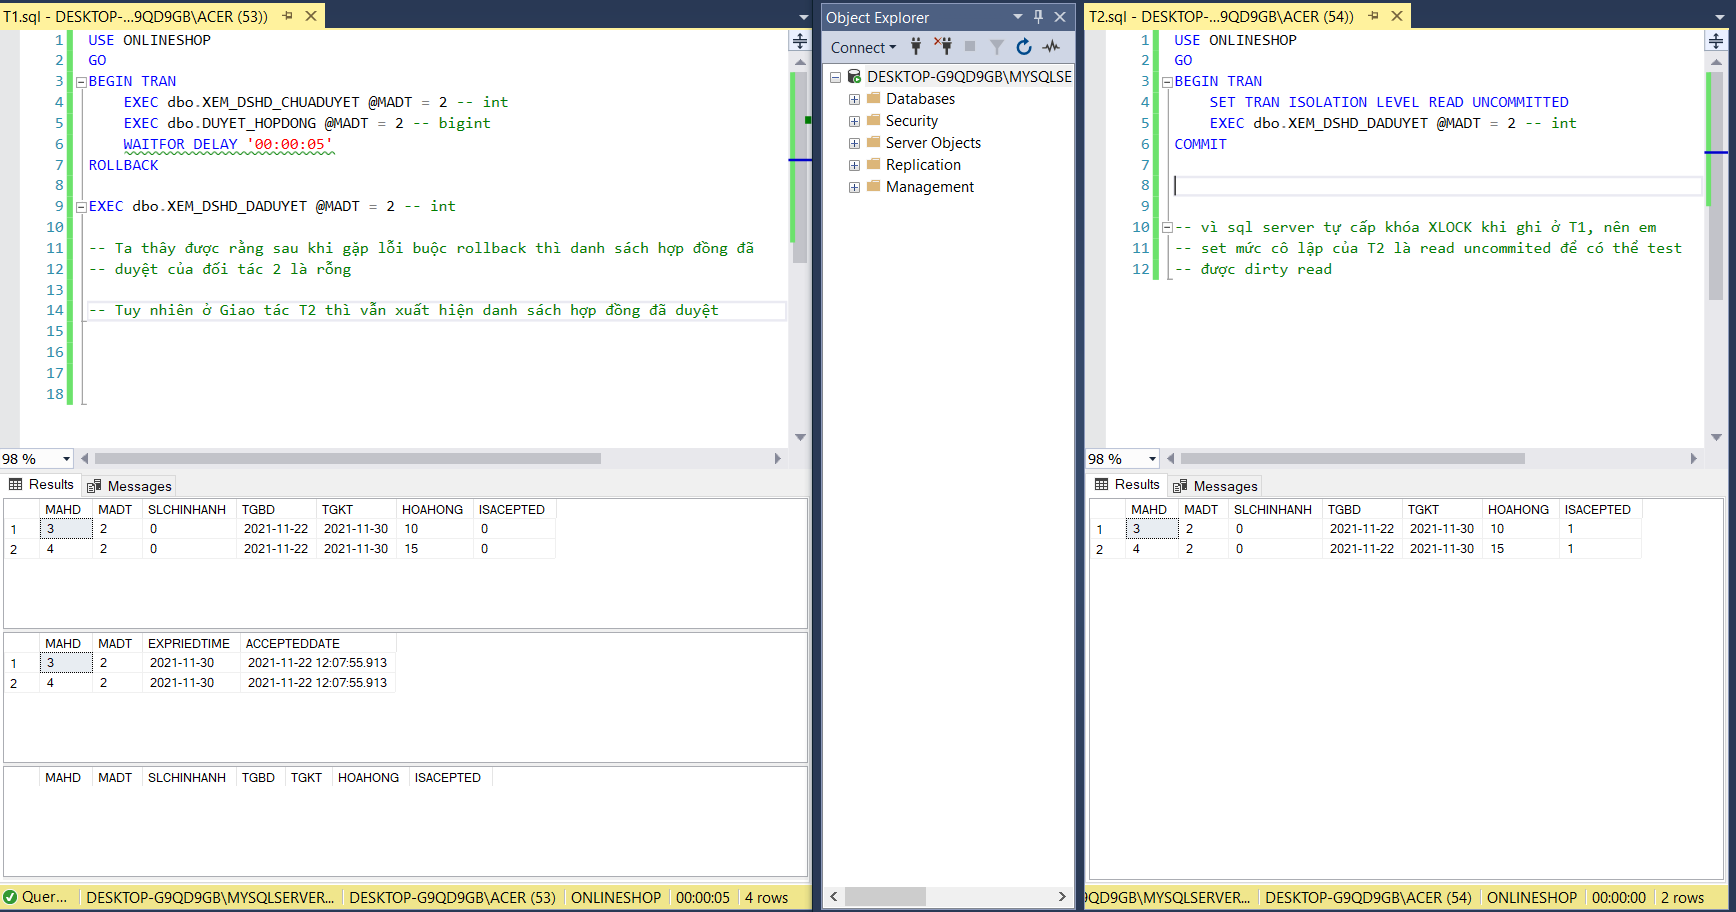 T1.sql - DESKTOP-...9QD9GB\ACER (53))
1 USE ONLINESHOP
2 GO
3 BEGIN TRAN
4 EXEC dbo.XEM_DSHD_CHUADUYET @MADT = 2 -- int
5 EXEC dbo.DUYET_HOPDONG @MADT = 2 -- bigint
6 WAITFOR DELAY '00:00:05'
7 ROLLBACK
8
9 EXEC dbo.XEM_DSHD_DADUYET @MADT = 2 -- int
10
11 -- Ta thây được rằng sau khi gặp lỗi buộc rollback thì danh sách hợp đồng đã
12 -- duyệt của đối tác 2 là rỗng
13
14 -- Tuy nhiên ở Giao tác T2 thì vẫn xuất hiện danh sách hợp đồng đã duyệt
15
16
17
18
98 %
Results Messages
MAHD MADT SLCHINHANH TGBD TGKT HOAHONG ISACEPTED
1 3 2 0 2021-11-22 2021-11-30 10 0
2 4 2 0 2021-11-22 2021-11-30 15 0
MAHD MADT EXPRIEDTIME ACCEPTEDDATE
1 3 2 2021-11-30 2021-11-22 12:07:55.913
2 4 2 2021-11-30 2021-11-22 12:07:55.913
MAHD MADT SLCHINHANH TGBD TGKT HOAHONG ISACEPTED
Quer... DESKTOP-G9QD9GB\MYSQLSERVER... DESKTOP-G9QD9GB\ACER (53) ONLINESHOP 00:00:05 4 rows
Object Explorer
Connect
DESKTOP-G9QD9GB\MYSQLSE
Databases
Security
Server Objects
Replication
Management
T2.sql - DESKTOP-...9QD9GB\ACER (54))
1 USE ONLINESHOP
2 GO
3 BEGIN TRAN
4 SET TRAN ISOLATION LEVEL READ UNCOMMITTED
5 EXEC dbo.XEM_DSHD_DADUYET @MADT = 2 -- int
6 COMMIT
7
8
9
10 -- vì sql server tự cấp khóa XLOCK khi ghi ở T1, nên em
11 -- set mức cô lập của T2 là read uncommited để có thể test
12 -- được dirty read
98 %
Results Messages
MAHD MADT SLCHINHANH TGBD TGKT HOAHONG ISACEPTED
1 3 2 0 2021-11-22 2021-11-30 10 1
2 4 2 0 2021-11-22 2021-11-30 15 1
9QD9GB\MYSQLSERVER... DESKTOP-G9QD9GB\ACER (54) ONLINESHOP 00:00:00 2 rows